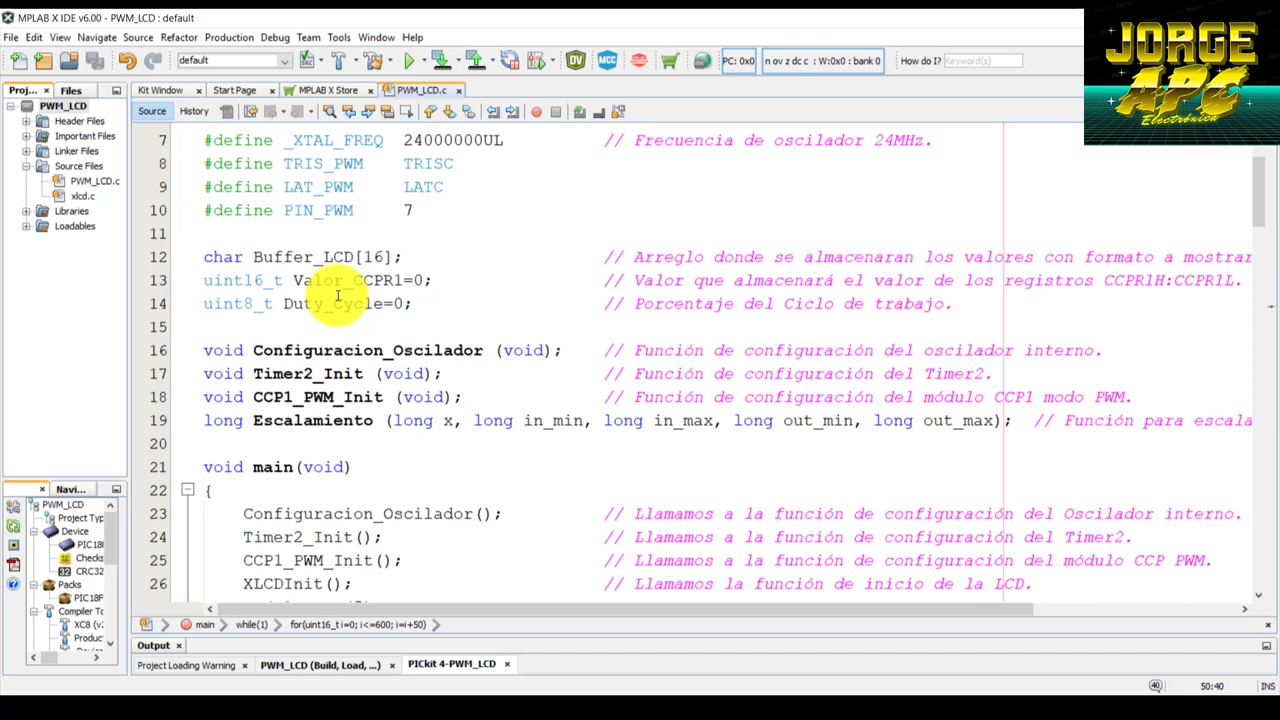 MPLAB X IDE v6.00 - PWM_LCD : default
File Edit View Navigate Source Refactor Production Debug Team Tools Window Help
default PC: 0x0 n ov z dc c : W:0x0 : bank 0 How do I? Keyword(s)
JORGE
APC
Electrónica
Proj... Files
Kit Window Start Page MPLAB X Store PWM_LCD.c
Source History
PWM_LCD
Header Files
Important Files
Linker Files
Source Files
PWM_LCD.c
xlcd.c
Libraries
Loadables
7 #define _XTAL_FREQ 24000000UL // Frecuencia de oscilador 24MHz.
8 #define TRIS_PWM TRISC
9 #define LAT_PWM LATC
10 #define PIN_PWM 7
11
12 char Buffer_LCD[16]; // Arreglo donde se almacenaran los valores con formato a mostrar
13 uint16_t Valor_CCPR1=0; // Valor que almacenará el valor de los registros CCPR1H:CCPR1L.
14 uint8_t Duty_cycle=0; // Porcentaje del Ciclo de trabajo.
15
16 void Configuracion_Oscilador (void); // Función de configuración del oscilador interno.
17 void Timer2_Init (void); // Función de configuración del Timer2.
18 void CCP1_PWM_Init (void); // Función de configuración del módulo CCP1 modo PWM.
19 long Escalamiento (long x, long in_min, long in_max, long out_min, long out_max); // Función para escala
20
21 void main(void)
22 {
23 Configuracion_Oscilador(); // Llamamos a la función de configuración del Oscilador interno.
24 Timer2_Init(); // Llamamos a la función de configuración del Timer2.
25 CCP1_PWM_Init(); // Llamamos a la función de configuración del módulo CCP PWM.
26 XLCDInit(); // Llamamos la función de inicio de la LCD.
Navi...
PWM_LCD
Project Typ
Device
PIC18
Checks
CRC32
Packs
PIC18F
Compiler To
XC8 (v2
Produc
Device
main while(1) for(uint16_t i=0; i<=600; i=i+50)
Output
Project Loading Warning PWM_LCD (Build, Load, ...) PICkit 4-PWM_LCD
50:40 INS